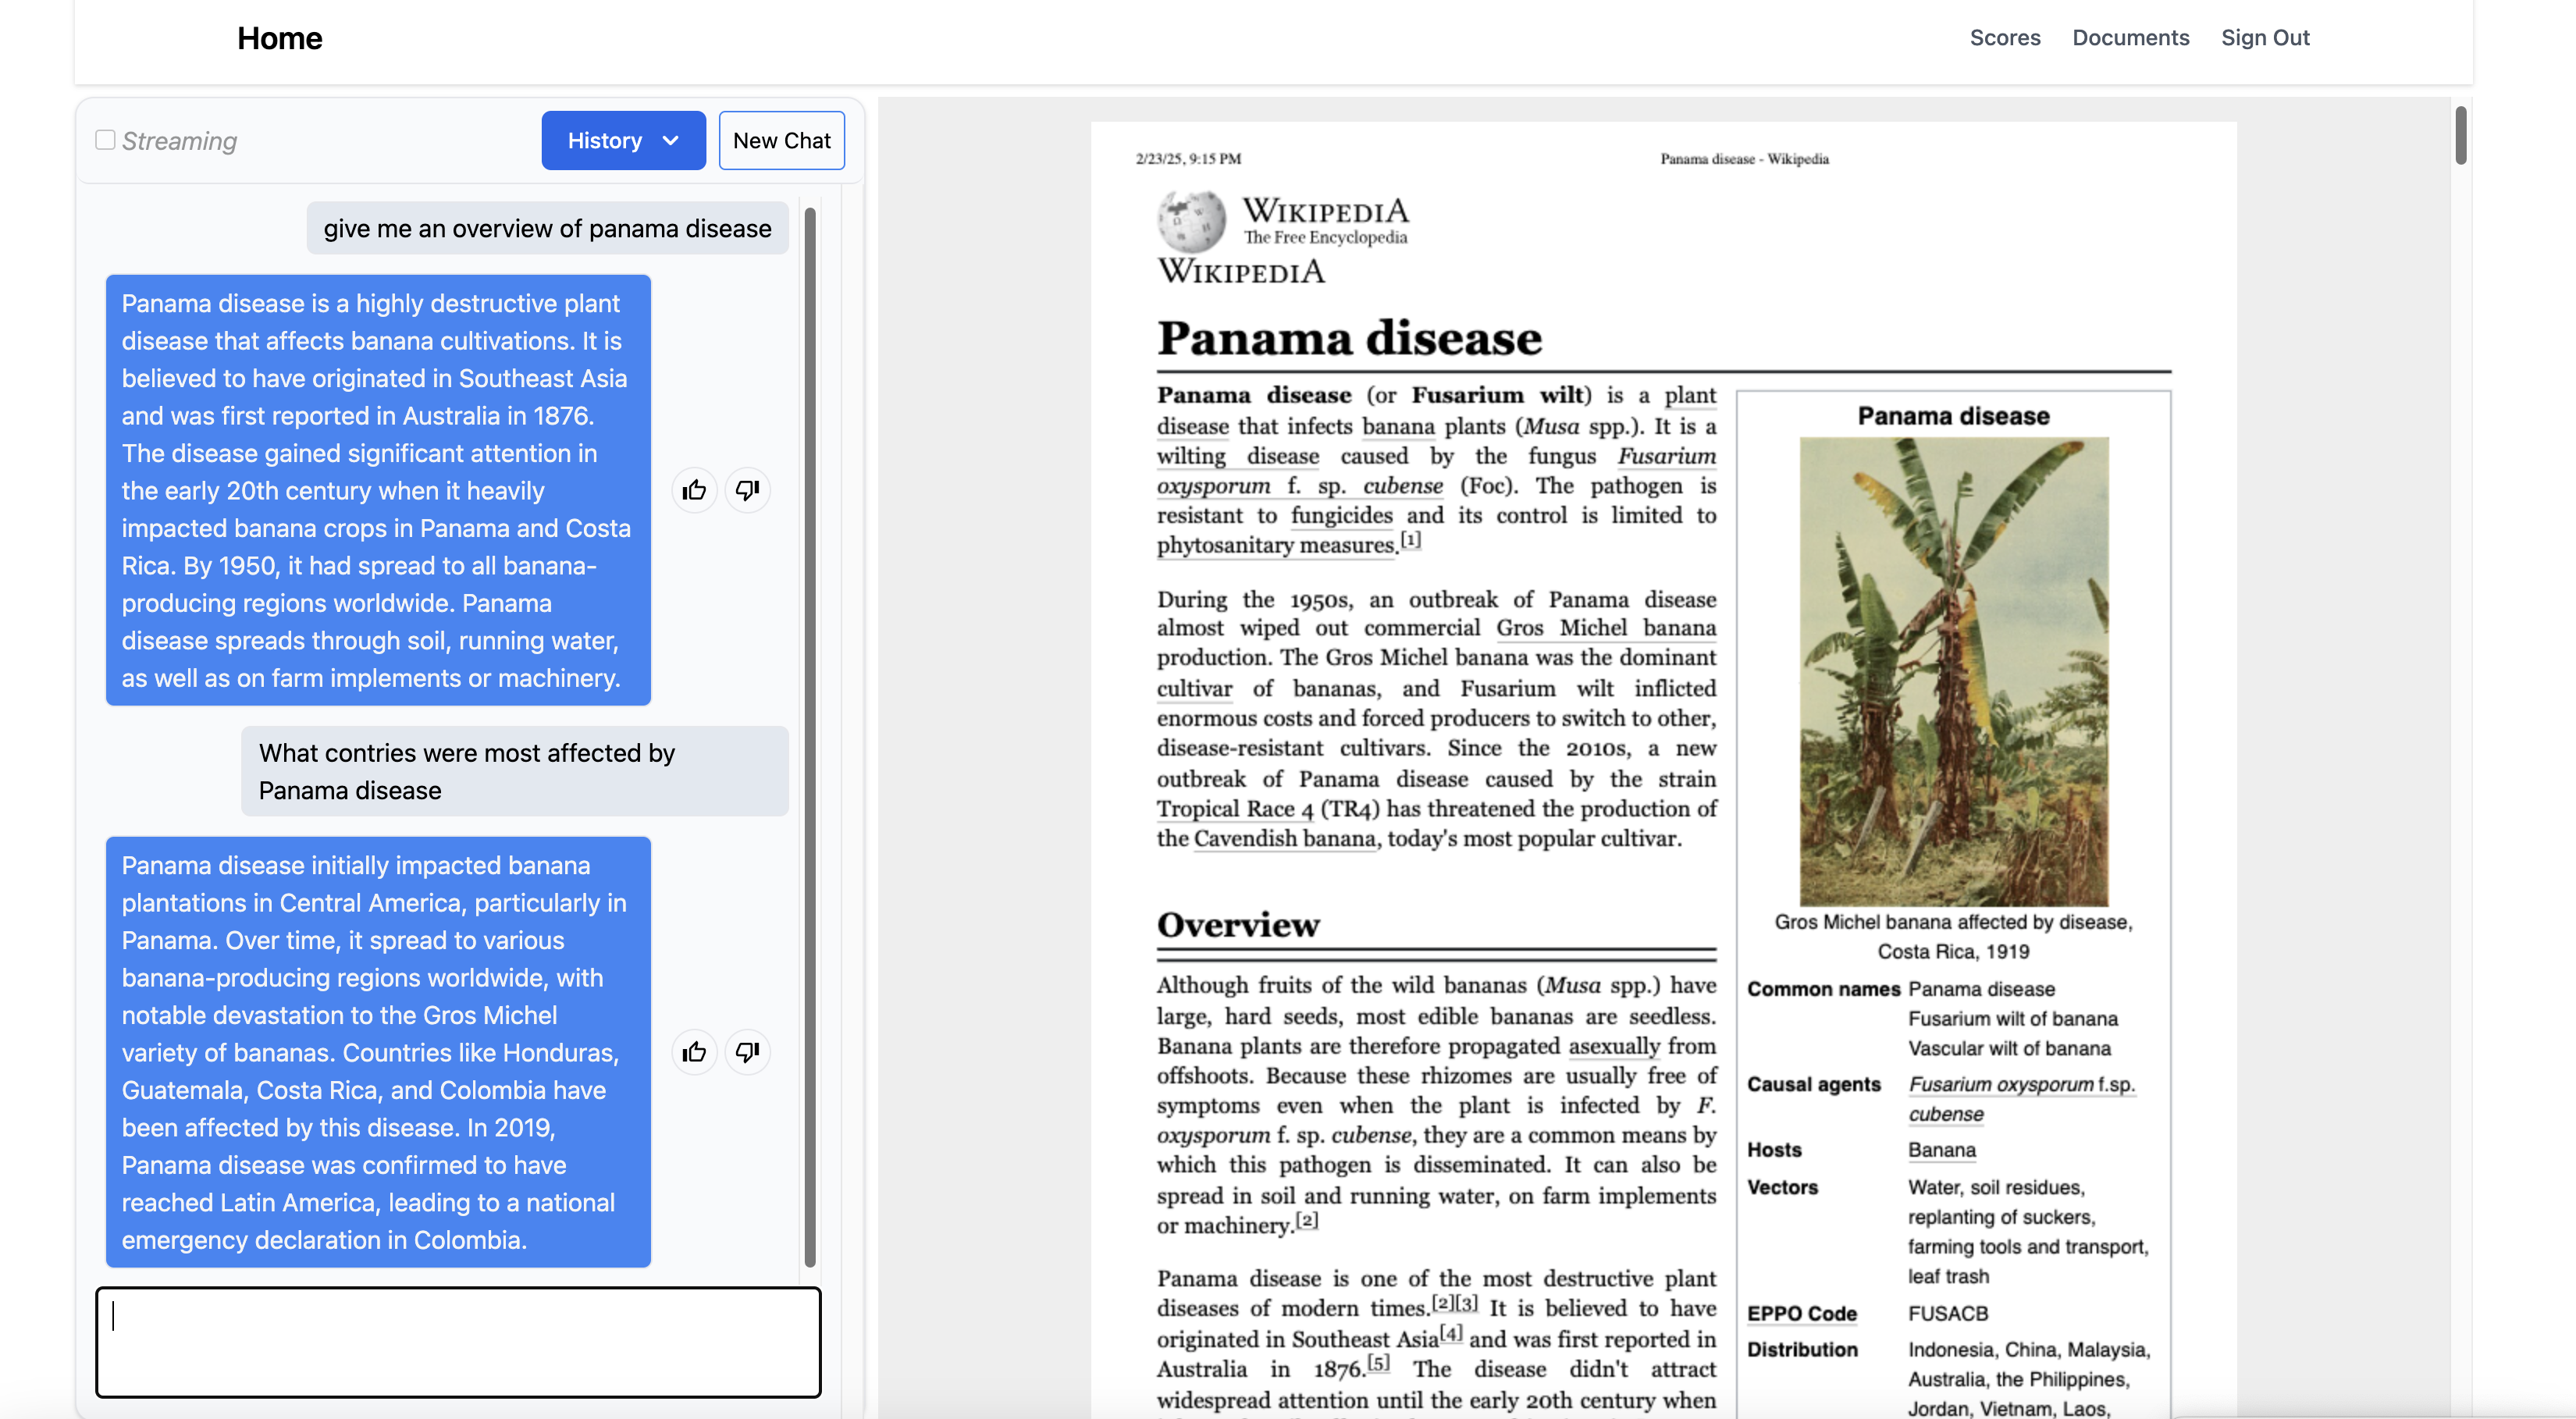 Home
Scores
Documents
Sign Out
Streaming
History
New Chat
give me an overview of panama disease
Panama disease is a highly destructive plant
disease that affects banana cultivations. It is
believed to have originated in Southeast Asia
and was first reported in Australia in 1876.
The disease gained significant attention in
the early 20th century when it heavily
impacted banana crops in Panama and Costa
Rica. By 1950, it had spread to all banana-
producing regions worldwide. Panama
disease spreads through soil, running water,
as well as on farm implements or machinery.
What contries were most affected by
Panama disease
Panama disease initially impacted banana
plantations in Central America, particularly in
Panama. Over time, it spread to various
banana-producing regions worldwide, with
notable devastation to the Gros Michel
variety of bananas. Countries like Honduras,
Guatemala, Costa Rica, and Colombia have
been affected by this disease. In 2019,
Panama disease was confirmed to have
reached Latin America, leading to a national
emergency declaration in Colombia.
2/23/25, 9:15 PM
Panama disease - Wikipedia
WIKIPEDIA
The Free Encyclopedia
WIKIPEDIA
Panama disease
Panama disease (or Fusarium wilt) is a plant
disease that infects banana plants (Musa spp.). It is a
wilting disease caused by the fungus Fusarium
oxysporum f. sp. cubense (Foc). The pathogen is
resistant to fungicides and its control is limited to
phytosanitary measures.[1]
During the 1950s, an outbreak of Panama disease
almost wiped out commercial Gros Michel banana
production. The Gros Michel banana was the dominant
cultivar of bananas, and Fusarium wilt inflicted
enormous costs and forced producers to switch to other,
disease-resistant cultivars. Since the 2010s, a new
outbreak of Panama disease caused by the strain
Tropical Race 4 (TR4) has threatened the production of
the Cavendish banana, today's most popular cultivar.
Overview
Although fruits of the wild bananas (Musa spp.) have
large, hard seeds, most edible bananas are seedless.
Banana plants are therefore propagated asexually from
offshoots. Because these rhizomes are usually free of
symptoms even when the plant is infected by F.
oxysporum f. sp. cubense, they are a common means by
which this pathogen is disseminated. It can also be
spread in soil and running water, on farm implements
or machinery.[2]
Panama disease is one of the most destructive plant
diseases of modern times.[2][3] It is believed to have
originated in Southeast Asia[4] and was first reported in
Australia in 1876.[5] The disease didn't attract
widespread attention until the early 20th century when
Panama disease
Gros Michel banana affected by disease,
Costa Rica, 1919
Common names Panama disease
Fusarium wilt of banana
Vascular wilt of banana
Causal agents Fusarium oxysporum f.sp.
cubense
Hosts Banana
Vectors Water, soil residues,
replanting of suckers,
farming tools and transport,
leaf trash
EPPO Code FUSACB
Distribution Indonesia, China, Malaysia,
Australia, the Philippines,
Jordan, Vietnam, Laos,